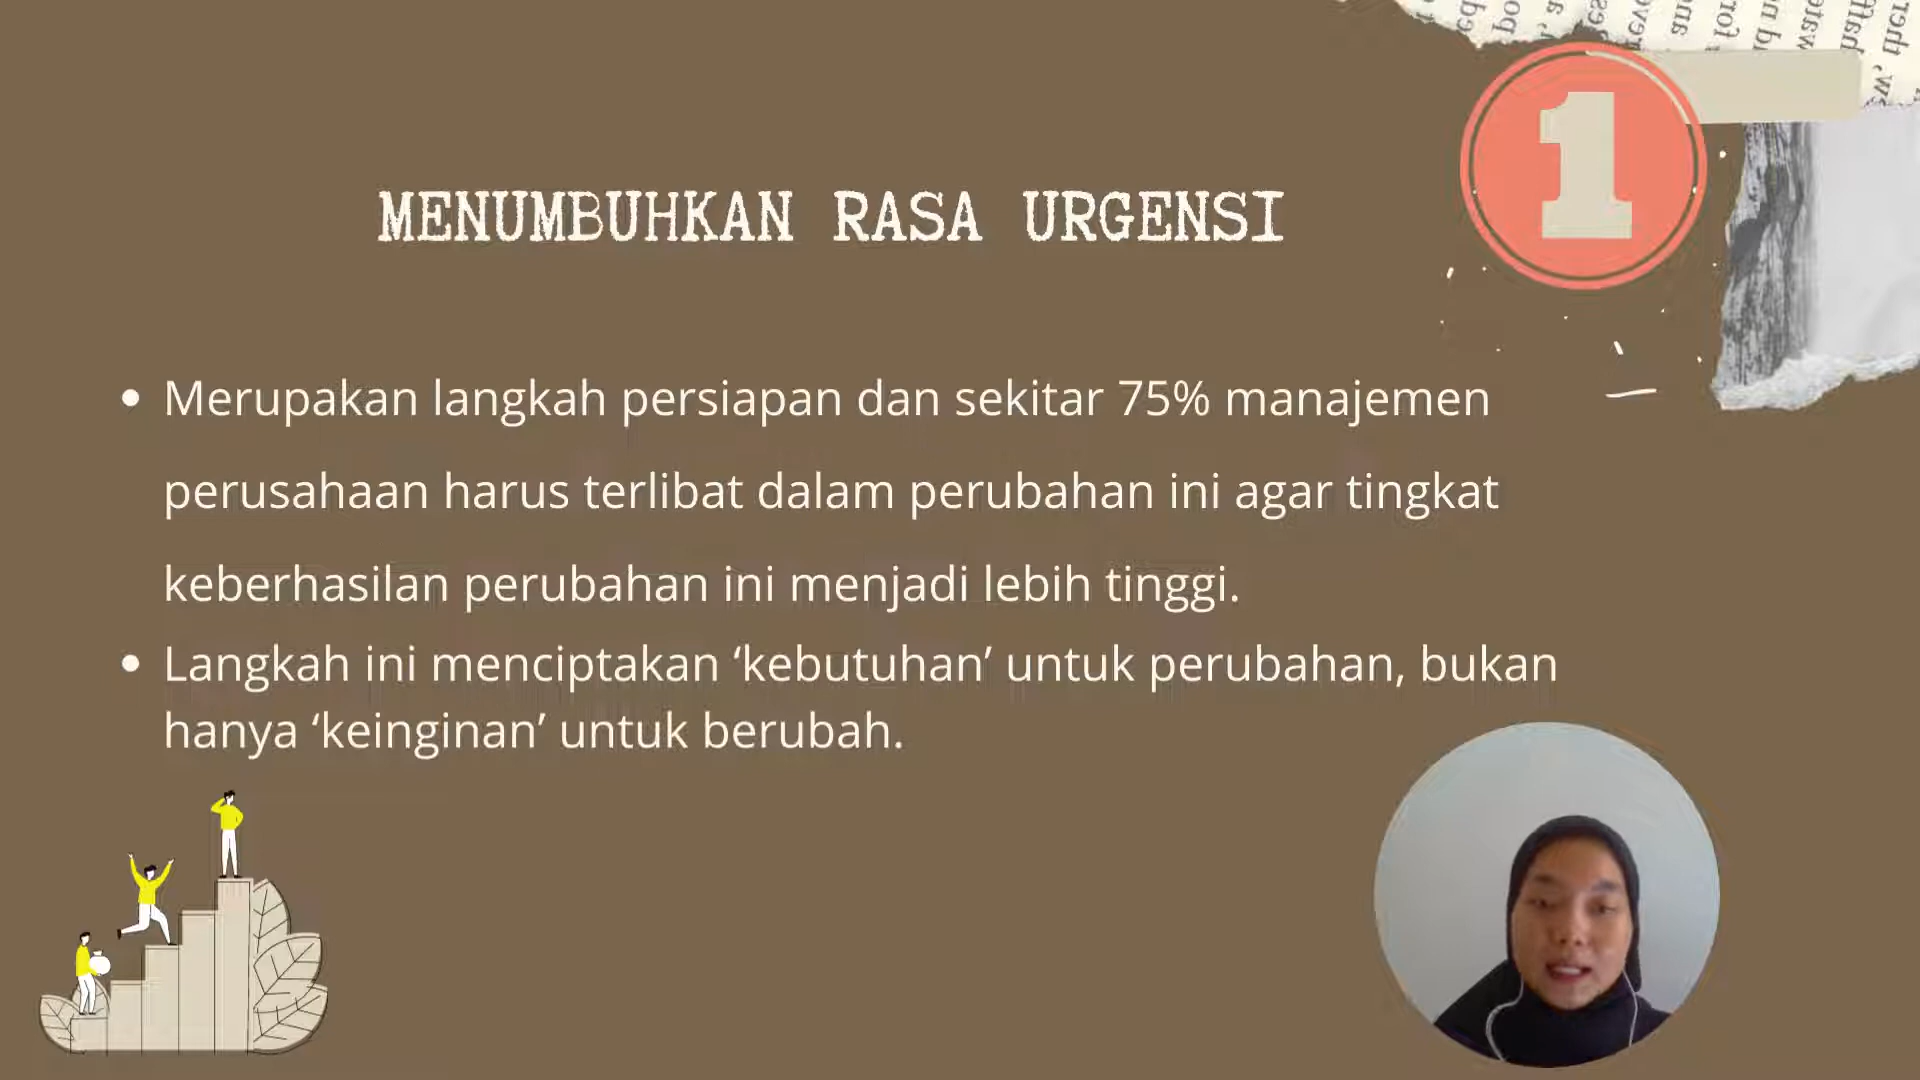 1
MENUMBUHKAN RASA URGENSI
• Merupakan langkah persiapan dan sekitar 75% manajemen
perusahaan harus terlibat dalam perubahan ini agar tingkat
keberhasilan perubahan ini menjadi lebih tinggi.
• Langkah ini menciptakan ‘kebutuhan’ untuk perubahan, bukan
hanya ‘keinginan’ untuk berubah.